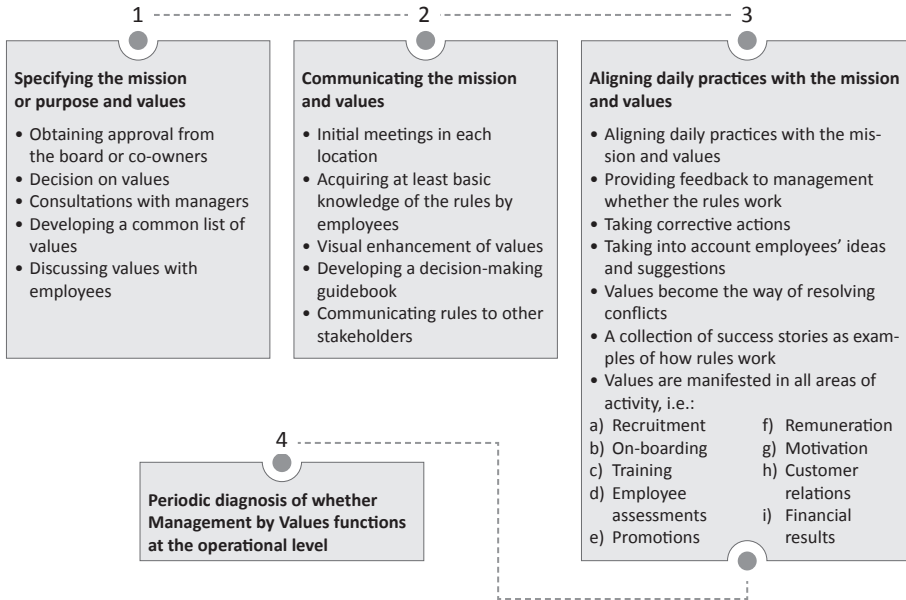 1
Specifying the mission
or purpose and values
• Obtaining approval from
the board or co-owners
• Decision on values
• Consultations with managers
• Developing a common list of
values
• Discussing values with
employees
2
Communicating the mission
and values
• Initial meetings in each
location
• Acquiring at least basic
knowledge of the rules by
employees
• Visual enhancement of values
• Developing a decision-making
guidebook
• Communicating rules to other
stakeholders
3
Aligning daily practices with the mission
and values
• Aligning daily practices with the mis-
sion and values
• Providing feedback to management
whether the rules work
• Taking corrective actions
• Taking into account employees’ ideas
and suggestions
• Values become the way of resolving
conflicts
• A collection of success stories as exam-
ples of how rules work
• Values are manifested in all areas of
activity, i.e.:
a) Recruitment
b) On-boarding
c) Training
d) Employee
assessments
e) Promotions
f) Remuneration
g) Motivation
h) Customer
relations
i) Financial
results
4
Periodic diagnosis of whether
Management by Values functions
at the operational level